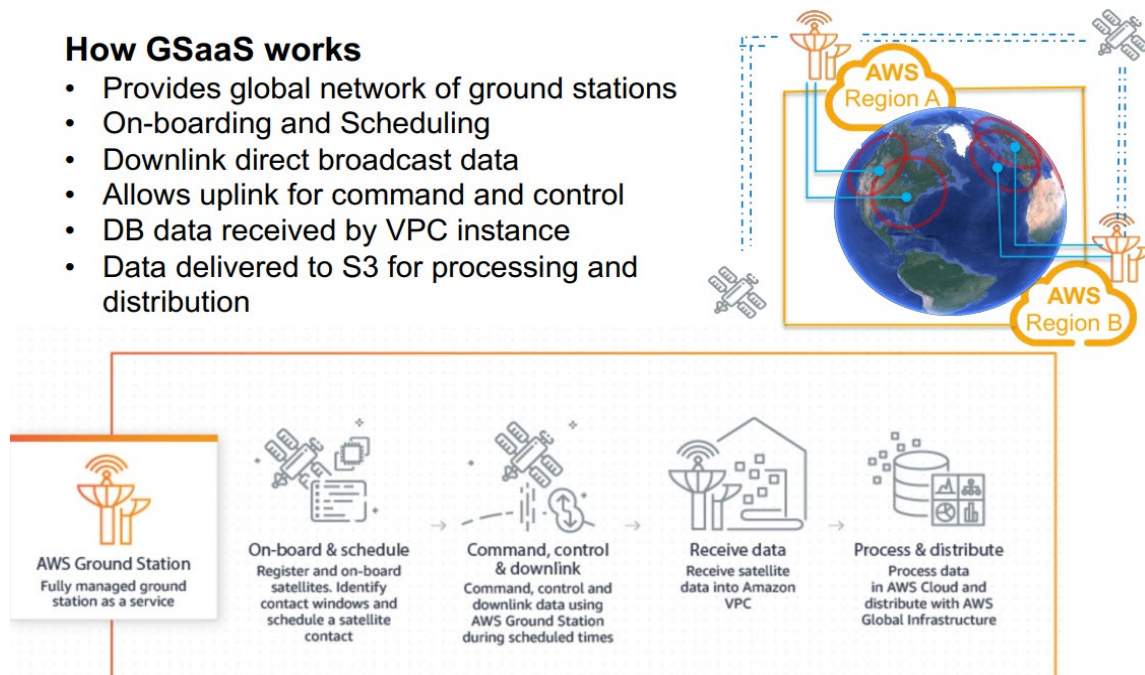 How GSaaS works
• Provides global network of ground stations
• On-boarding and Scheduling
• Downlink direct broadcast data
• Allows uplink for command and control
• DB data received by VPC instance
• Data delivered to S3 for processing and
distribution
AWS
Region A
AWS
Region B
AWS Ground Station
Fully managed ground
station as a service
On-board & schedule
Register and on-board
satellites. Identify
contact windows and
schedule a satellite
contact
Command, control
& downlink
Command, control and
downlink data using
AWS Ground Station
during scheduled times
Receive data
Receive satellite
data into Amazon
VPC
Process & distribute
Process data
in AWS Cloud and
distribute with AWS
Global Infrastructure